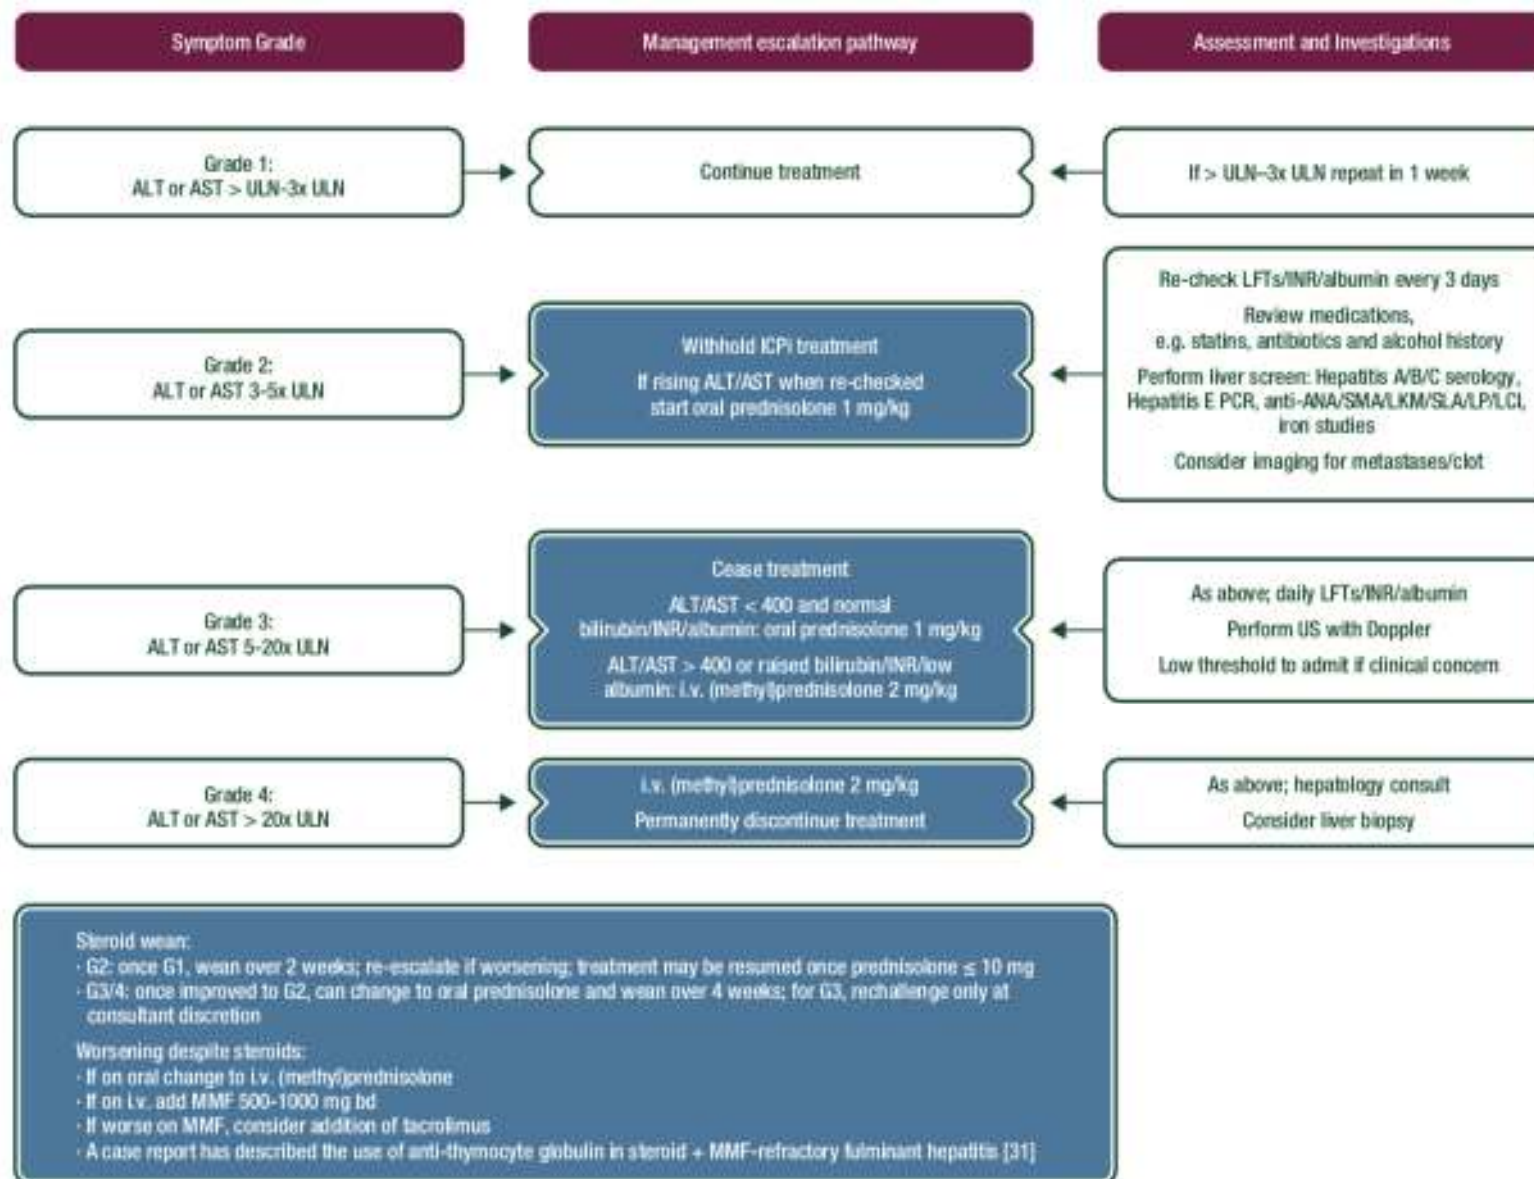 Symptom Grade
Management escalation pathway
Assessment and Investigations
Grade 1:
ALT or AST > ULN-3x ULN
Continue treatment
If > ULN–3x ULN repeat in 1 week
Grade 2:
ALT or AST 3-5x ULN
Withhold ICPi treatment
If rising ALT/AST when re-checked
start oral prednisolone 1 mg/kg
Re-check LFTs/INR/albumin every 3 days
Review medications,
e.g. statins, antibiotics and alcohol history
Perform liver screen: Hepatitis A/B/C serology,
Hepatitis E PCR, anti-ANA/SMA/LKM/SLA/LP/LCI,
iron studies
Consider imaging for metastases/clot
Grade 3:
ALT or AST 5-20x ULN
Cease treatment
ALT/AST < 400 and normal
bilirubin/INR/albumin: oral prednisolone 1 mg/kg
ALT/AST > 400 or raised bilirubin/INR/low
albumin: i.v. (methyl)prednisolone 2 mg/kg
As above; daily LFTs/INR/albumin
Perform US with Doppler
Low threshold to admit if clinical concern
Grade 4:
ALT or AST > 20x ULN
i.v. (methyl)prednisolone 2 mg/kg
Permanently discontinue treatment
As above; hepatology consult
Consider liver biopsy
Steroid wean:
· G2: once G1, wean over 2 weeks; re-escalate if worsening; treatment may be resumed once prednisolone ≤ 10 mg
· G3/4: once improved to G2, can change to oral prednisolone and wean over 4 weeks; for G3, rechallenge only at
consultant discretion
Worsening despite steroids:
· If on oral change to i.v. (methyl)prednisolone
· If on i.v. add MMF 500-1000 mg bd
· If worse on MMF, consider addition of tacrolimus
· A case report has described the use of anti-thymocyte globulin in steroid + MMF-refractory fulminant hepatitis [31]